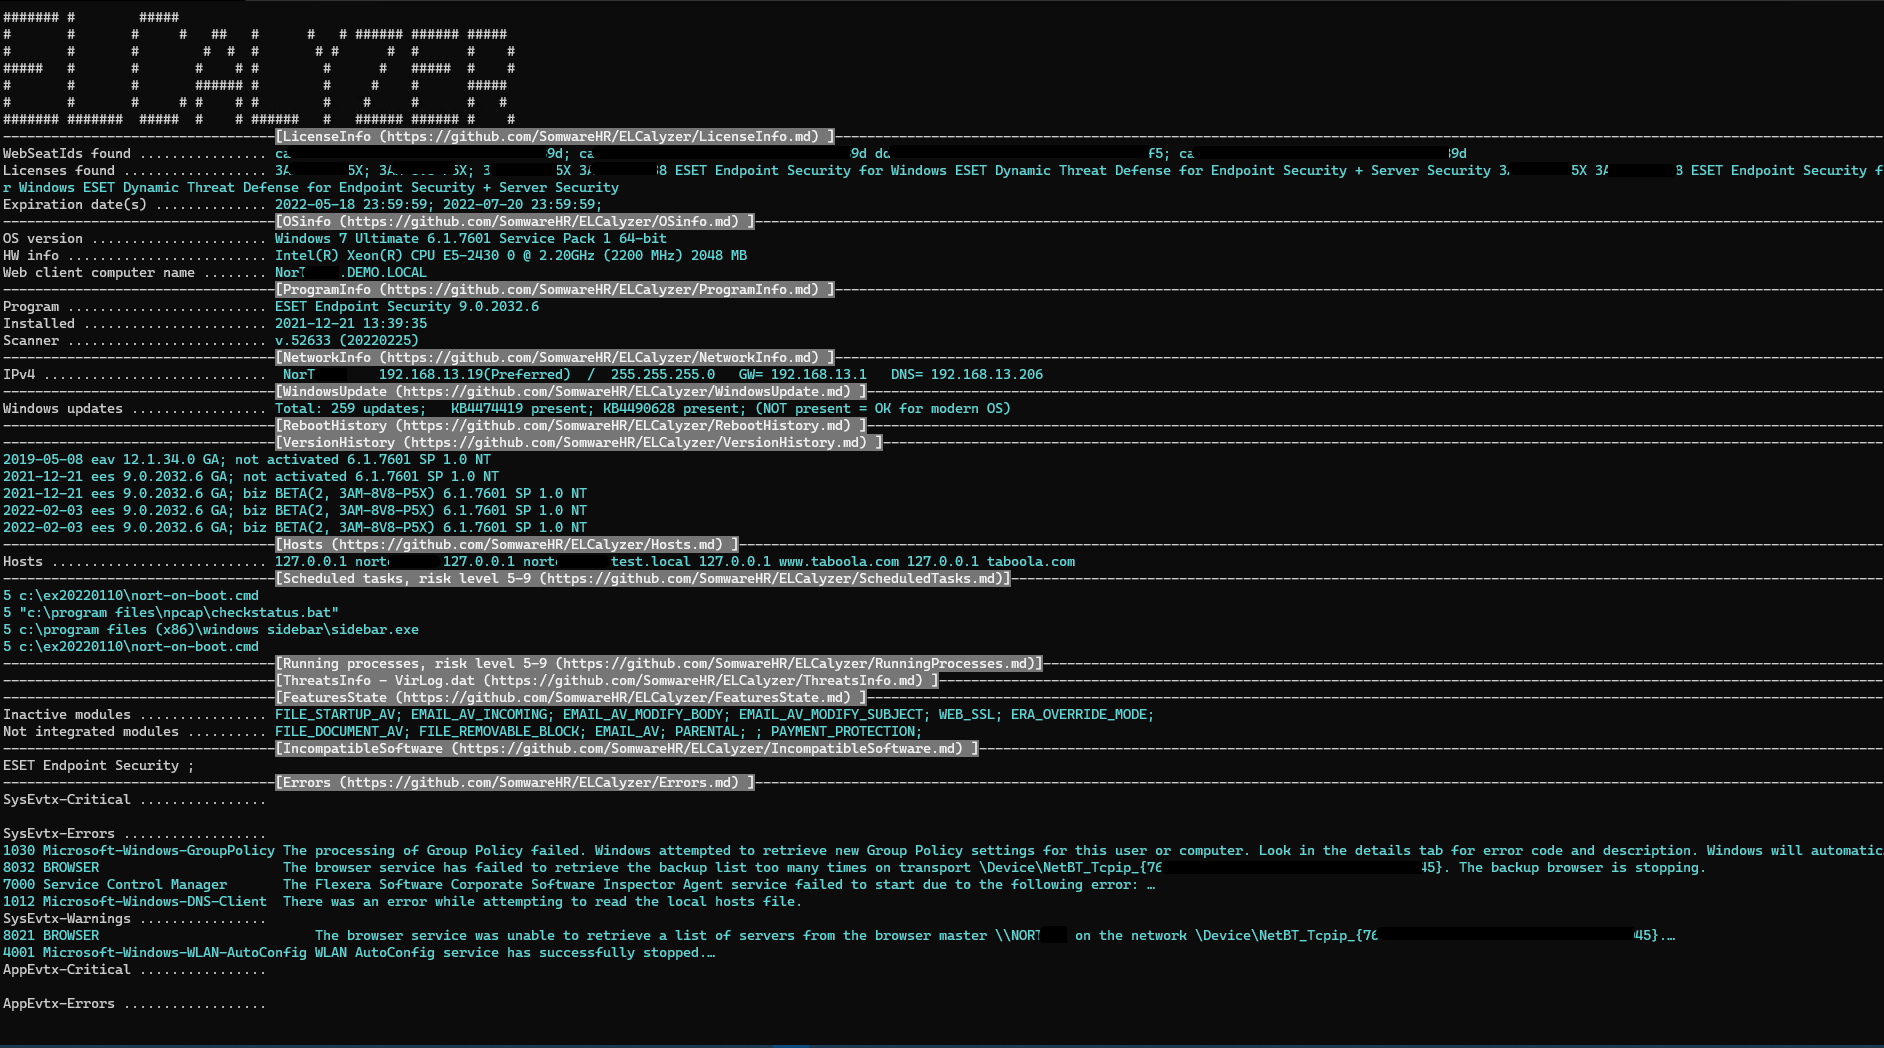 ####### #        #####
#       #       #     #   ##   #      #   # ###### ###### #####
#       #       #        #  #  #       # #      #  #      #    #
#####   #       #       #    # #        #      #   #####  #    #
#       #       #       ###### #        #     #    #      #####
#       #       #     # #    # #        #    #     #      #   #
####### #######  #####  #    # ######   #   ###### ###### #    #
[LicenseInfo (https://github.com/SomwareHR/ELCalyzer/LicenseInfo.md) ]
WebSeatIds found ................ ca 9d; ca 9d dd f5; ca 9d
Licenses found .................. 3A 5X; 3A 5X; 3 5X 3A 8 ESET Endpoint Security for Windows ESET Dynamic Threat Defense for Endpoint Security + Server Security 3 5X 3A 8 ESET Endpoint Security f
r Windows ESET Dynamic Threat Defense for Endpoint Security + Server Security
Expiration date(s) .............. 2022-05-18 23:59:59; 2022-07-20 23:59:59;
[OSinfo (https://github.com/SomwareHR/ELCalyzer/OSinfo.md) ]
OS version ...................... Windows 7 Ultimate 6.1.7601 Service Pack 1 64-bit
HW info ......................... Intel(R) Xeon(R) CPU E5-2430 0 @ 2.20GHz (2200 MHz) 2048 MB
Web client computer name ........ NorT .DEMO.LOCAL
[ProgramInfo (https://github.com/SomwareHR/ELCalyzer/ProgramInfo.md) ]
Program ......................... ESET Endpoint Security 9.0.2032.6
Installed ....................... 2021-12-21 13:39:35
Scanner ......................... v.52633 (20220225)
[NetworkInfo (https://github.com/SomwareHR/ELCalyzer/NetworkInfo.md) ]
IPv4 ............................ NorT 192.168.13.19(Preferred) / 255.255.255.0 GW= 192.168.13.1 DNS= 192.168.13.206
[WindowsUpdate (https://github.com/SomwareHR/ELCalyzer/WindowsUpdate.md) ]
Windows updates ................. Total: 259 updates; KB4474419 present; KB4490628 present; (NOT present = OK for modern OS)
[RebootHistory (https://github.com/SomwareHR/ELCalyzer/RebootHistory.md) ]
[VersionHistory (https://github.com/SomwareHR/ELCalyzer/VersionHistory.md) ]
2019-05-08 eav 12.1.34.0 GA; not activated 6.1.7601 SP 1.0 NT
2021-12-21 ees 9.0.2032.6 GA; not activated 6.1.7601 SP 1.0 NT
2021-12-21 ees 9.0.2032.6 GA; biz BETA(2, 3AM-8V8-P5X) 6.1.7601 SP 1.0 NT
2022-02-03 ees 9.0.2032.6 GA; biz BETA(2, 3AM-8V8-P5X) 6.1.7601 SP 1.0 NT
2022-02-03 ees 9.0.2032.6 GA; biz BETA(2, 3AM-8V8-P5X) 6.1.7601 SP 1.0 NT
[Hosts (https://github.com/SomwareHR/ELCalyzer/Hosts.md) ]
Hosts ........................... 127.0.0.1 nort 127.0.0.1 nort test.local 127.0.0.1 www.taboola.com 127.0.0.1 taboola.com
[Scheduled tasks, risk level 5-9 (https://github.com/SomwareHR/ELCalyzer/ScheduledTasks.md)]
5 c:\ex20220110\nort-on-boot.cmd
5 "c:\program files\npcap\checkstatus.bat"
5 c:\program files (x86)\windows sidebar\sidebar.exe
5 c:\ex20220110\nort-on-boot.cmd
[Running processes, risk level 5-9 (https://github.com/SomwareHR/ELCalyzer/RunningProcesses.md)]
[ThreatsInfo - VirLog.dat (https://github.com/SomwareHR/ELCalyzer/ThreatsInfo.md) ]
[FeaturesState (https://github.com/SomwareHR/ELCalyzer/FeaturesState.md) ]
Inactive modules ................ FILE_STARTUP_AV; EMAIL_AV_INCOMING; EMAIL_AV_MODIFY_BODY; EMAIL_AV_MODIFY_SUBJECT; WEB_SSL; ERA_OVERRIDE_MODE;
Not integrated modules .......... FILE_DOCUMENT_AV; FILE_REMOVABLE_BLOCK; EMAIL_AV; PARENTAL; ; PAYMENT_PROTECTION;
[IncompatibleSoftware (https://github.com/SomwareHR/ELCalyzer/IncompatibleSoftware.md) ]
ESET Endpoint Security ;
[Errors (https://github.com/SomwareHR/ELCalyzer/Errors.md) ]
SysEvtx-Critical ................
SysEvtx-Errors ..................
1030 Microsoft-Windows-GroupPolicy The processing of Group Policy failed. Windows attempted to retrieve new Group Policy settings for this user or computer. Look in the details tab for error code and description. Windows will automatic
8032 BROWSER The browser service has failed to retrieve the backup list too many times on transport \Device\NetBT_Tcpip_{76 45}. The backup browser is stopping.
7000 Service Control Manager The Flexera Software Corporate Software Inspector Agent service failed to start due to the following error: …
1012 Microsoft-Windows-DNS-Client There was an error while attempting to read the local hosts file.
SysEvtx-Warnings ................
8021 BROWSER The browser service was unable to retrieve a list of servers from the browser master \\NORT on the network \Device\NetBT_Tcpip_{76 45}.…
4001 Microsoft-Windows-WLAN-AutoConfig WLAN AutoConfig service has successfully stopped.…
AppEvtx-Critical ................
AppEvtx-Errors ..................